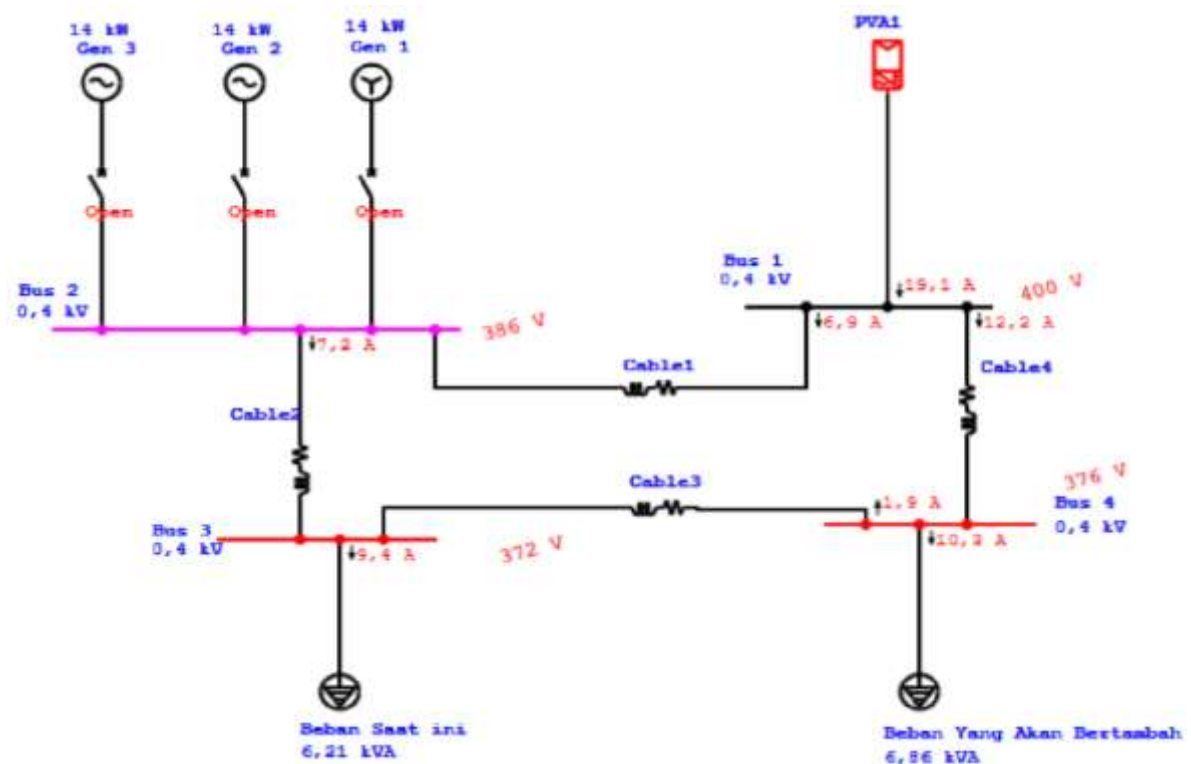 14 kW
Gen 3
14 kW
Gen 2
14 kW
Gen 1
PVA1
Open
Open
Open
Bus 2
0,4 kV
386 V
7,2 A
Bus 1
0,4 kV
19,1 A
400 V
6,9 A
12,2 A
Cable1
Cable4
Cable2
Cable3
376 V
Bus 3
0,4 kV
372 V
9,4 A
1,9 A
Bus 4
0,4 kV
10,2 A
Beban Saat ini
6,21 kVA
Beban Yang Akan Bertambah
6,86 kVA